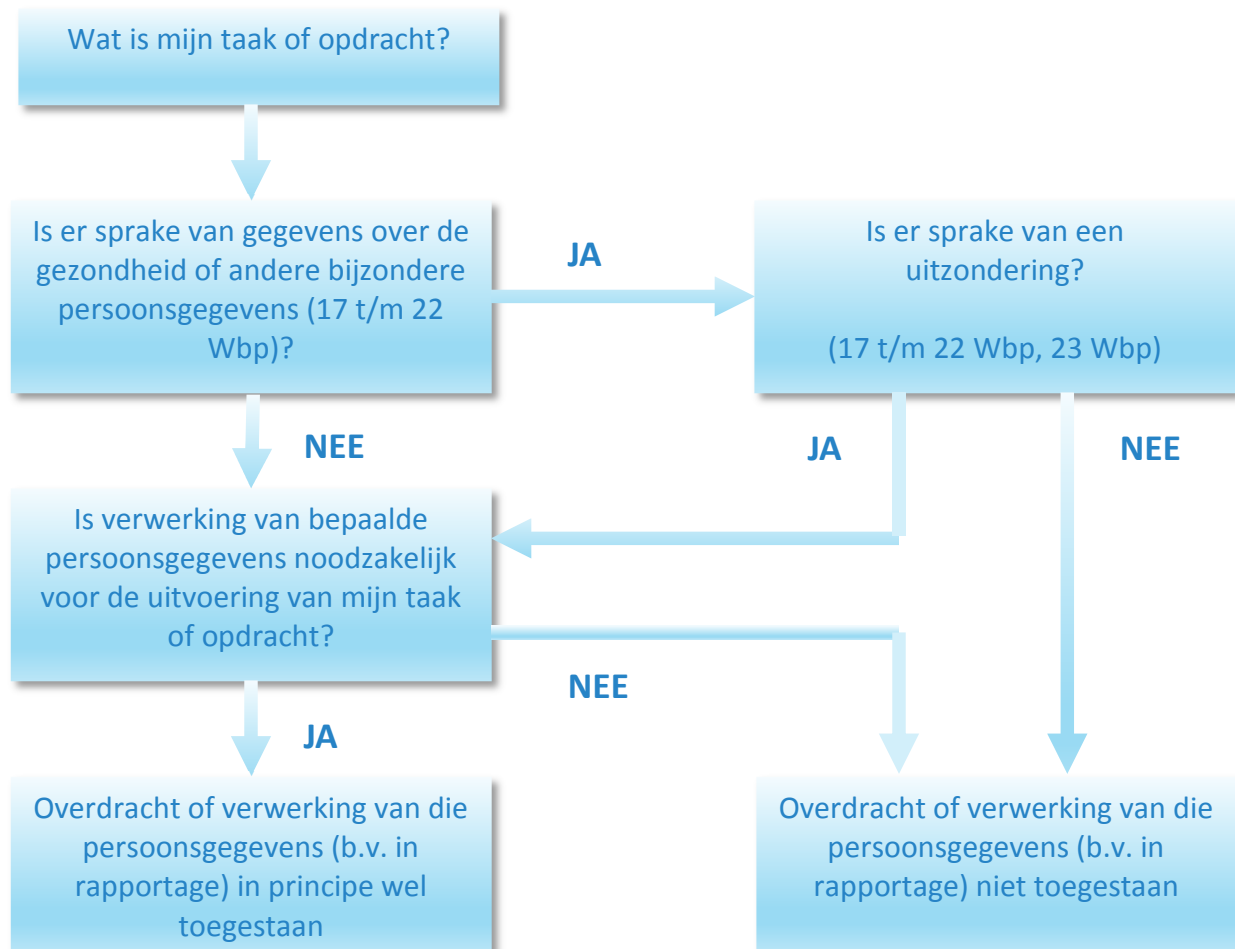 Wat is mijn taak of opdracht?
Is er sprake van gegevens over de
gezondheid of andere bijzondere
persoonsgegevens (17 t/m 22
Wbp)?
JA
Is er sprake van een
uitzondering?
(17 t/m 22 Wbp, 23 Wbp)
NEE
JA
NEE
Is verwerking van bepaalde
persoonsgegevens noodzakelijk
voor de uitvoering van mijn taak
of opdracht?
NEE
JA
Overdracht of verwerking van die
persoonsgegevens (b.v. in
rapportage) in principe wel
toegestaan
Overdracht of verwerking van die
persoonsgegevens (b.v. in
rapportage) niet toegestaan